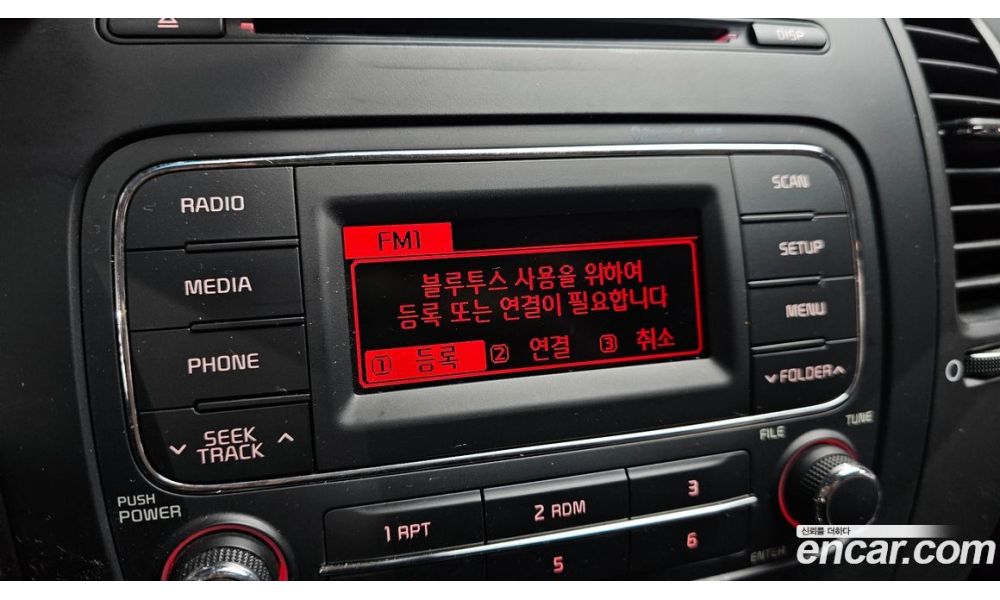 DISP
RADIO
SCAN
FM1
MEDIA
SETUP
블루투스 사용을 위하여
등록 또는 연결이 필요합니다
MENU
PHONE
① 등록 ② 연결 ③ 취소
FOLDER
SEEK
TRACK
FILE
TUNE
PUSH
POWER
1 RPT
2 RDM
3
5
6
ENTER
신뢰를 더하다
encar.com